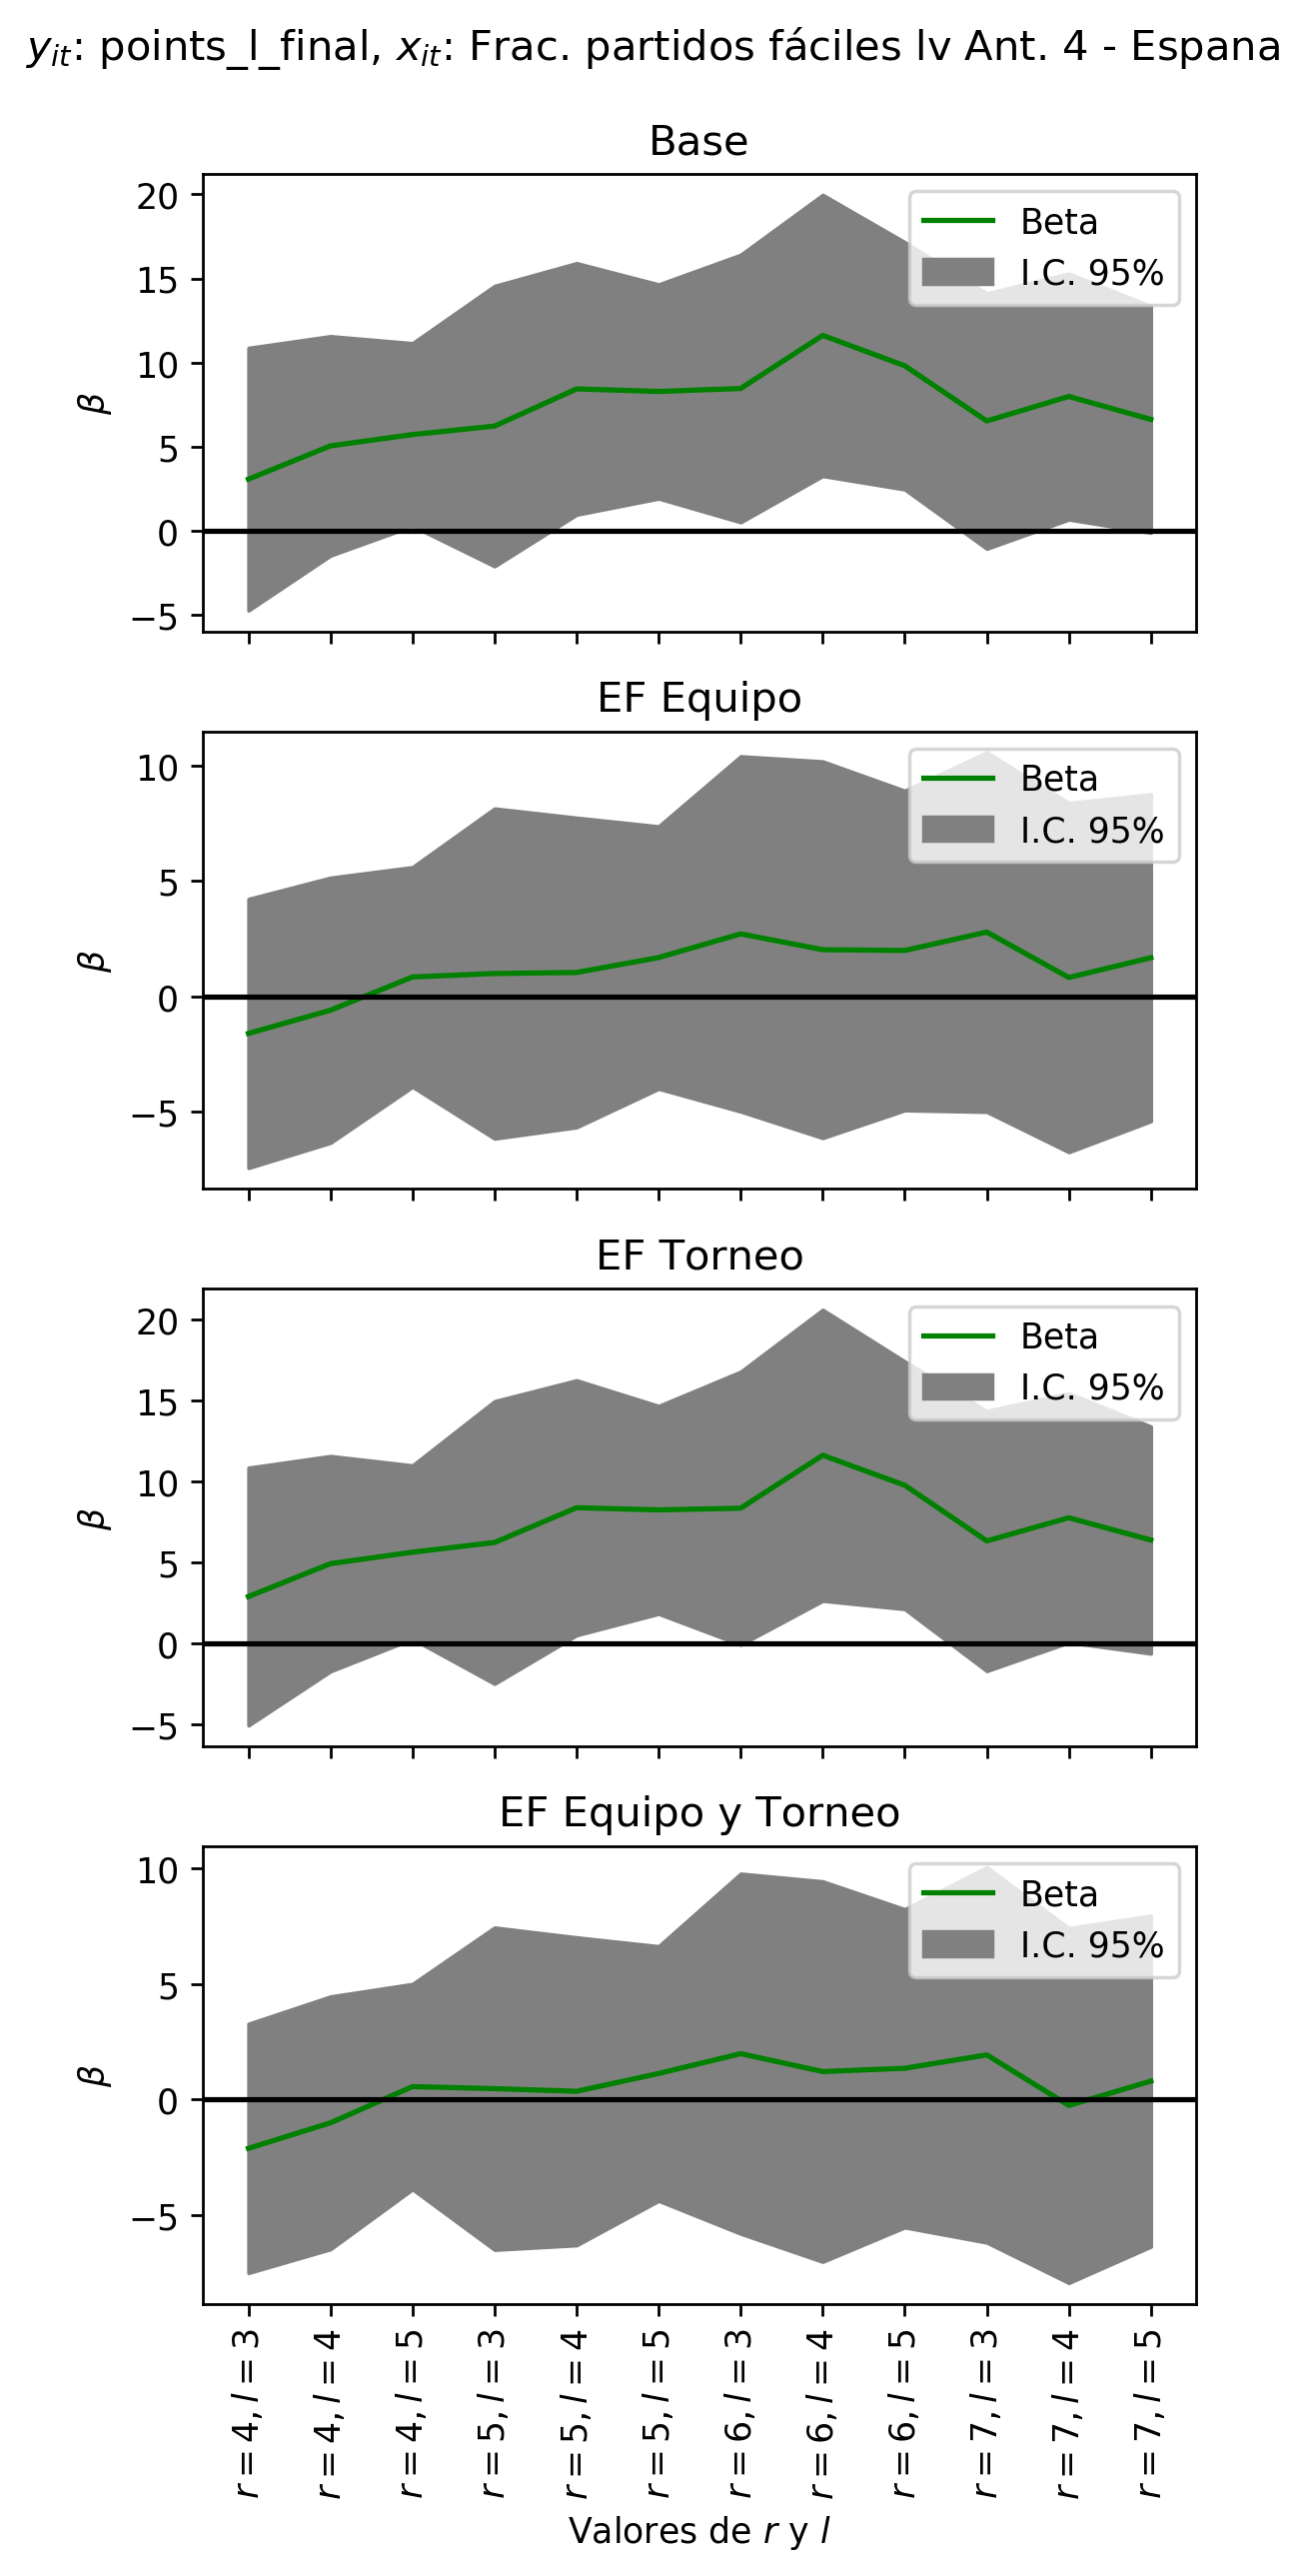 y_it: points_l_final, x_it: Frac. partidos fáciles lv Ant. 4 - Espana
Base
20
15
10
5
0
−5
β
Beta
I.C. 95%
EF Equipo
10
5
0
−5
β
Beta
I.C. 95%
EF Torneo
20
15
10
5
0
−5
β
Beta
I.C. 95%
EF Equipo y Torneo
10
5
0
−5
β
Beta
I.C. 95%
r = 4, l = 3
r = 4, l = 4
r = 4, l = 5
r = 5, l = 3
r = 5, l = 4
r = 5, l = 5
r = 6, l = 3
r = 6, l = 4
r = 6, l = 5
r = 7, l = 3
r = 7, l = 4
r = 7, l = 5
Valores de r y l